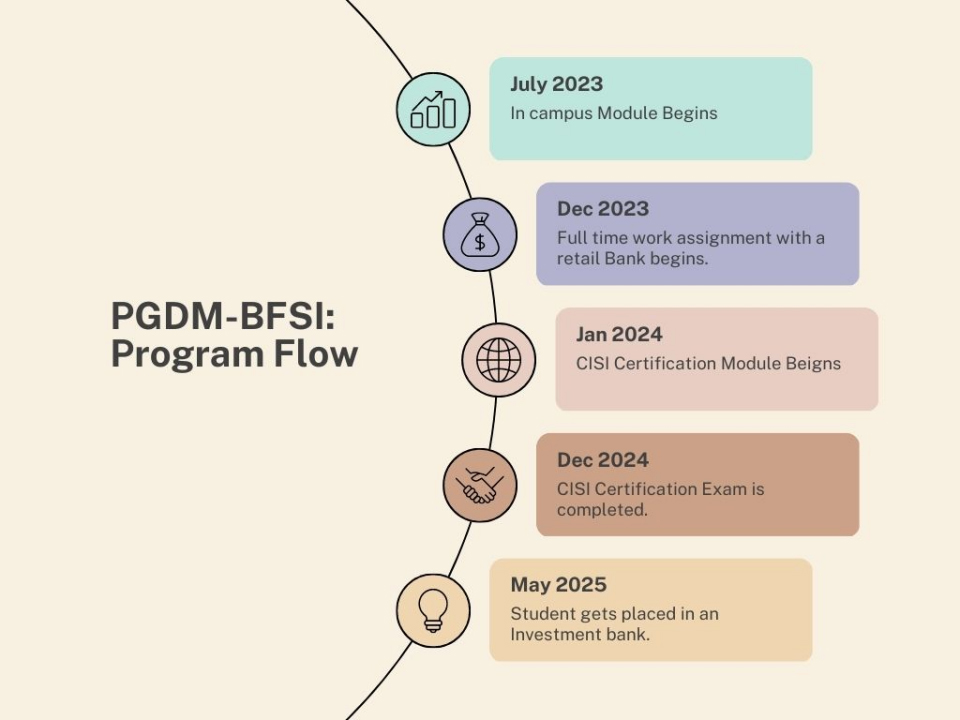 PGDM-BFSI:
Program Flow
July 2023
In campus Module Begins
Dec 2023
Full time work assignment with a
retail Bank begins.
Jan 2024
CISI Certification Module Beigns
Dec 2024
CISI Certification Exam is
completed.
May 2025
Student gets placed in an
Investment bank.